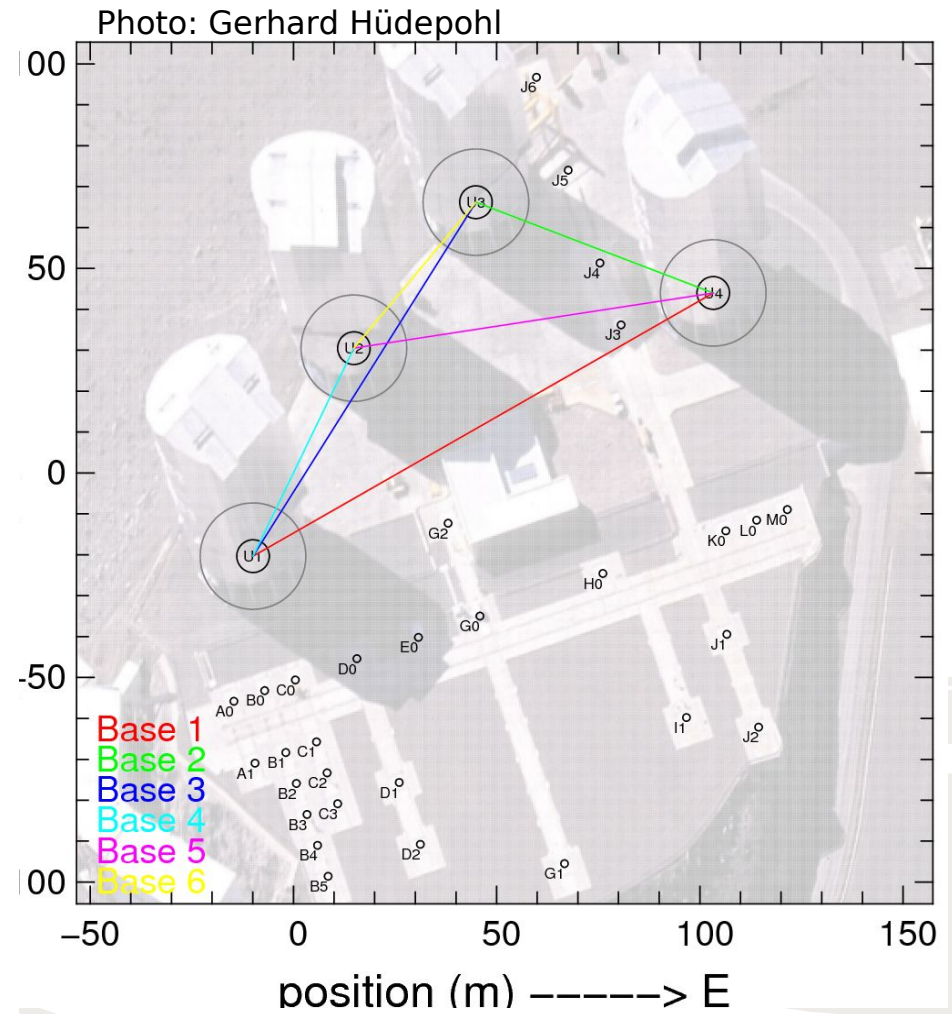 Photo: Gerhard Hüdepohl
00
J6
J5
U3
50
J4
U4
J3
U2
0
M0
G2
L0
K0
U1
H0
G0
J1
E0
D0
-50
C0
B0
A0
Base 1
I1
J2
C1
B1
Base 2
A1
C2
Base 3
B2
D1
C3
Base 4
B3
Base 5
B4
D2
G1
Base 6
00
B5
−50 0 50 100 150
position (m) −−−−−> E